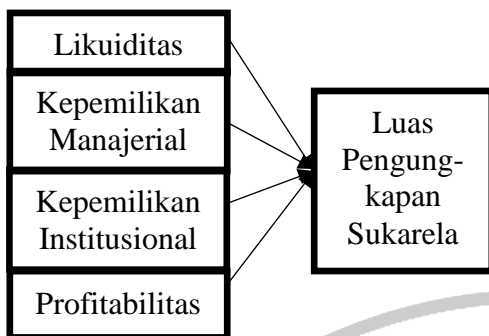 Likuiditas
Kepemilikan
Manajerial
Kepemilikan
Institusional
Profitabilitas
Luas
Pengung-
kapan
Sukarela